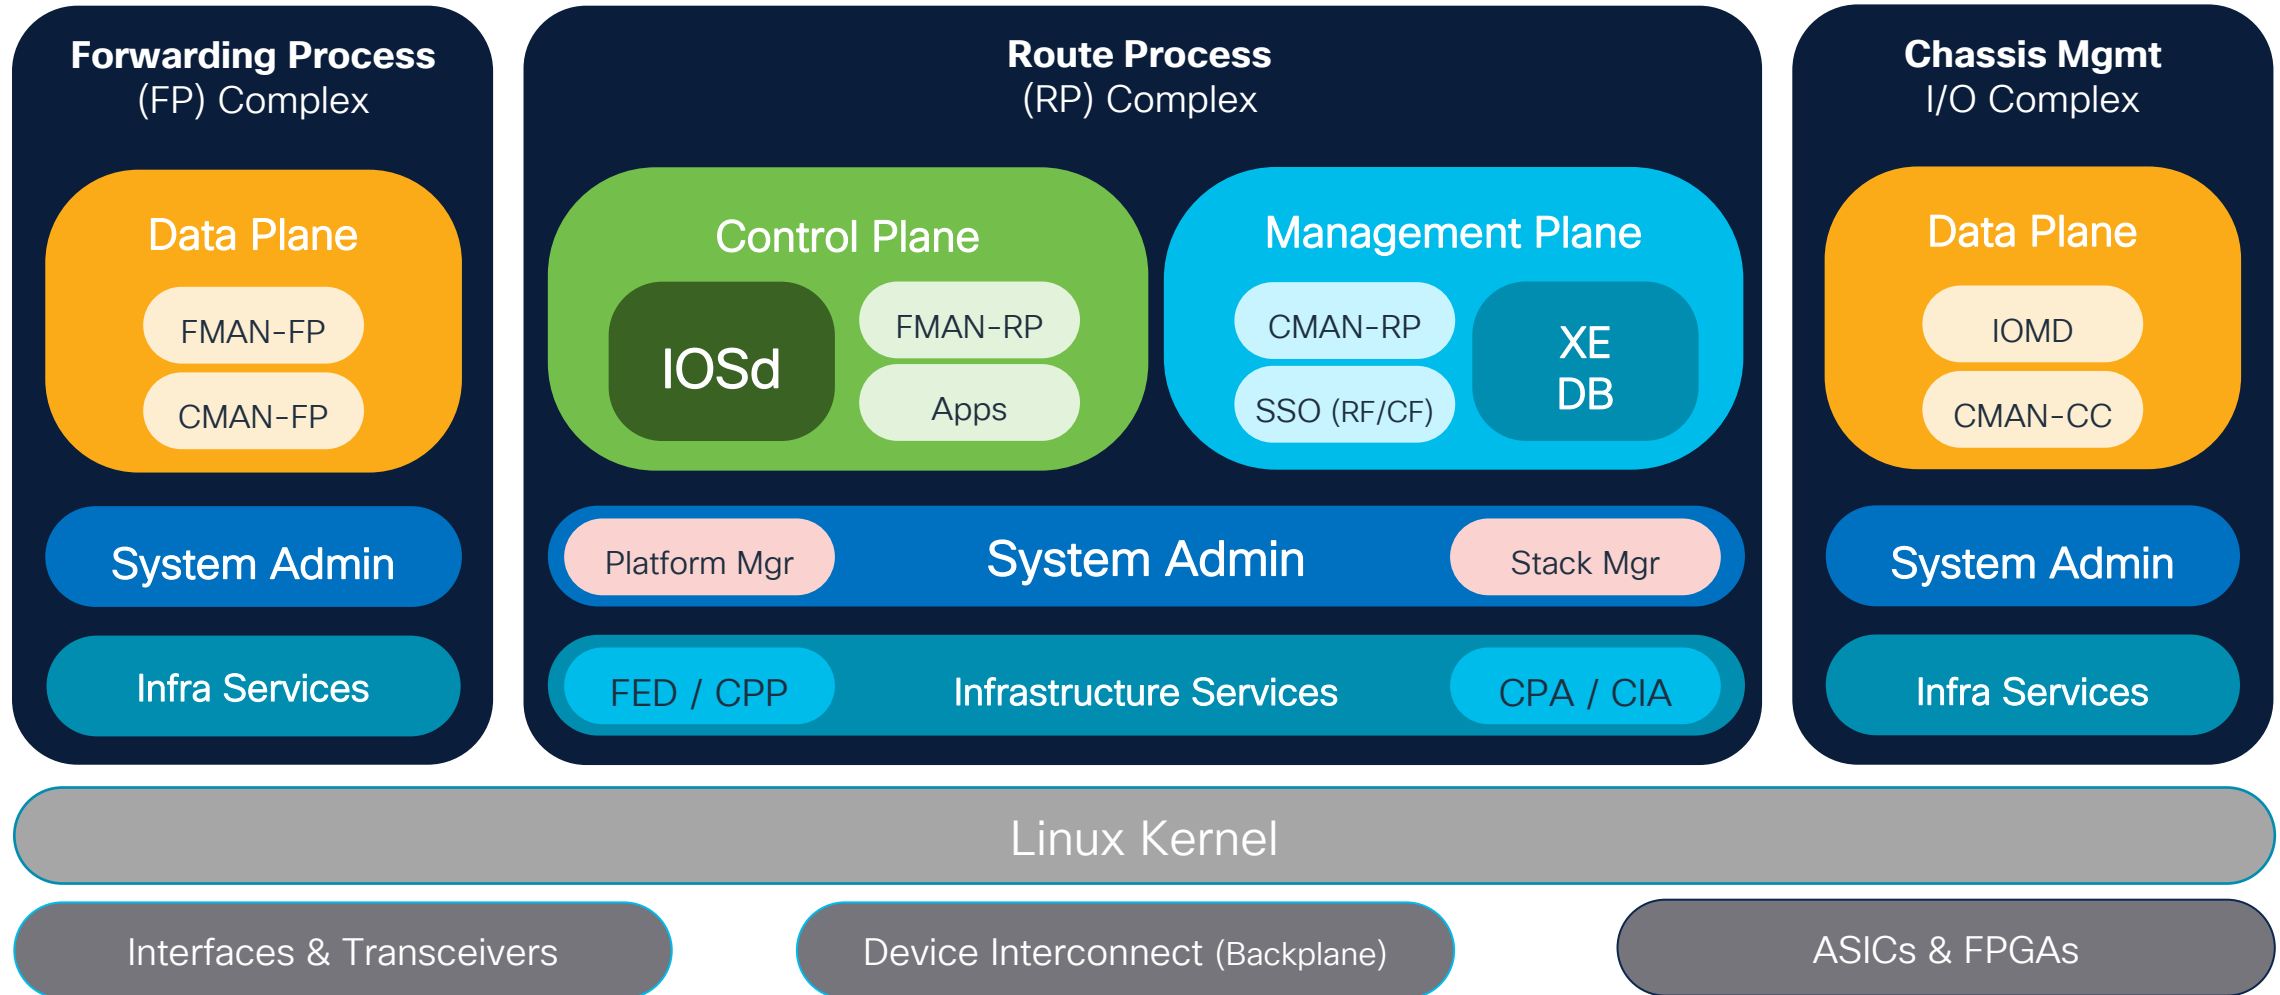 Forwarding Process
(FP) Complex
Data Plane
FMAN-FP
CMAN-FP
System Admin
Infra Services
Route Process
(RP) Complex
Control Plane
IOSd
FMAN-RP
Apps
Management Plane
CMAN-RP
SSO (RF/CF)
XE
DB
Platform Mgr
System Admin
Stack Mgr
FED / CPP
Infrastructure Services
CPA / CIA
Chassis Mgmt
I/O Complex
Data Plane
IOMD
CMAN-CC
System Admin
Infra Services
Linux Kernel
Interfaces & Transceivers
Device Interconnect (Backplane)
ASICs & FPGAs